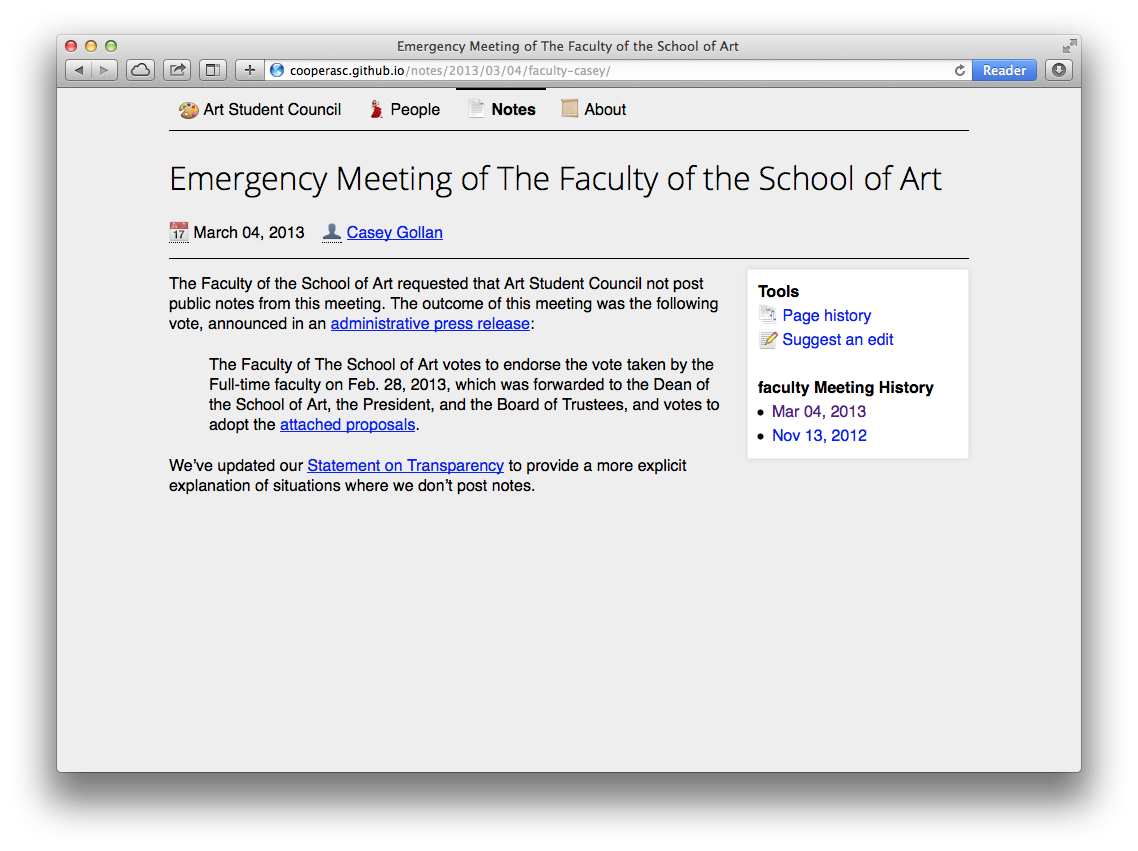 Emergency Meeting of The Faculty of the School of Art
cooperasc.github.io/notes/2013/03/04/faculty-casey/
Reader
Art Student Council
People
Notes
About
Emergency Meeting of The Faculty of the School of Art
17
March 04, 2013
Casey Gollan
The Faculty of the School of Art requested that Art Student Council not post
public notes from this meeting. The outcome of this meeting was the following
vote, announced in an administrative press release:
The Faculty of The School of Art votes to endorse the vote taken by the
Full-time faculty on Feb. 28, 2013, which was forwarded to the Dean of
the School of Art, the President, and the Board of Trustees, and votes to
adopt the attached proposals.
We’ve updated our Statement on Transparency to provide a more explicit
explanation of situations where we don’t post notes.
Tools
Page history
Suggest an edit
faculty Meeting History
Mar 04, 2013
Nov 13, 2012